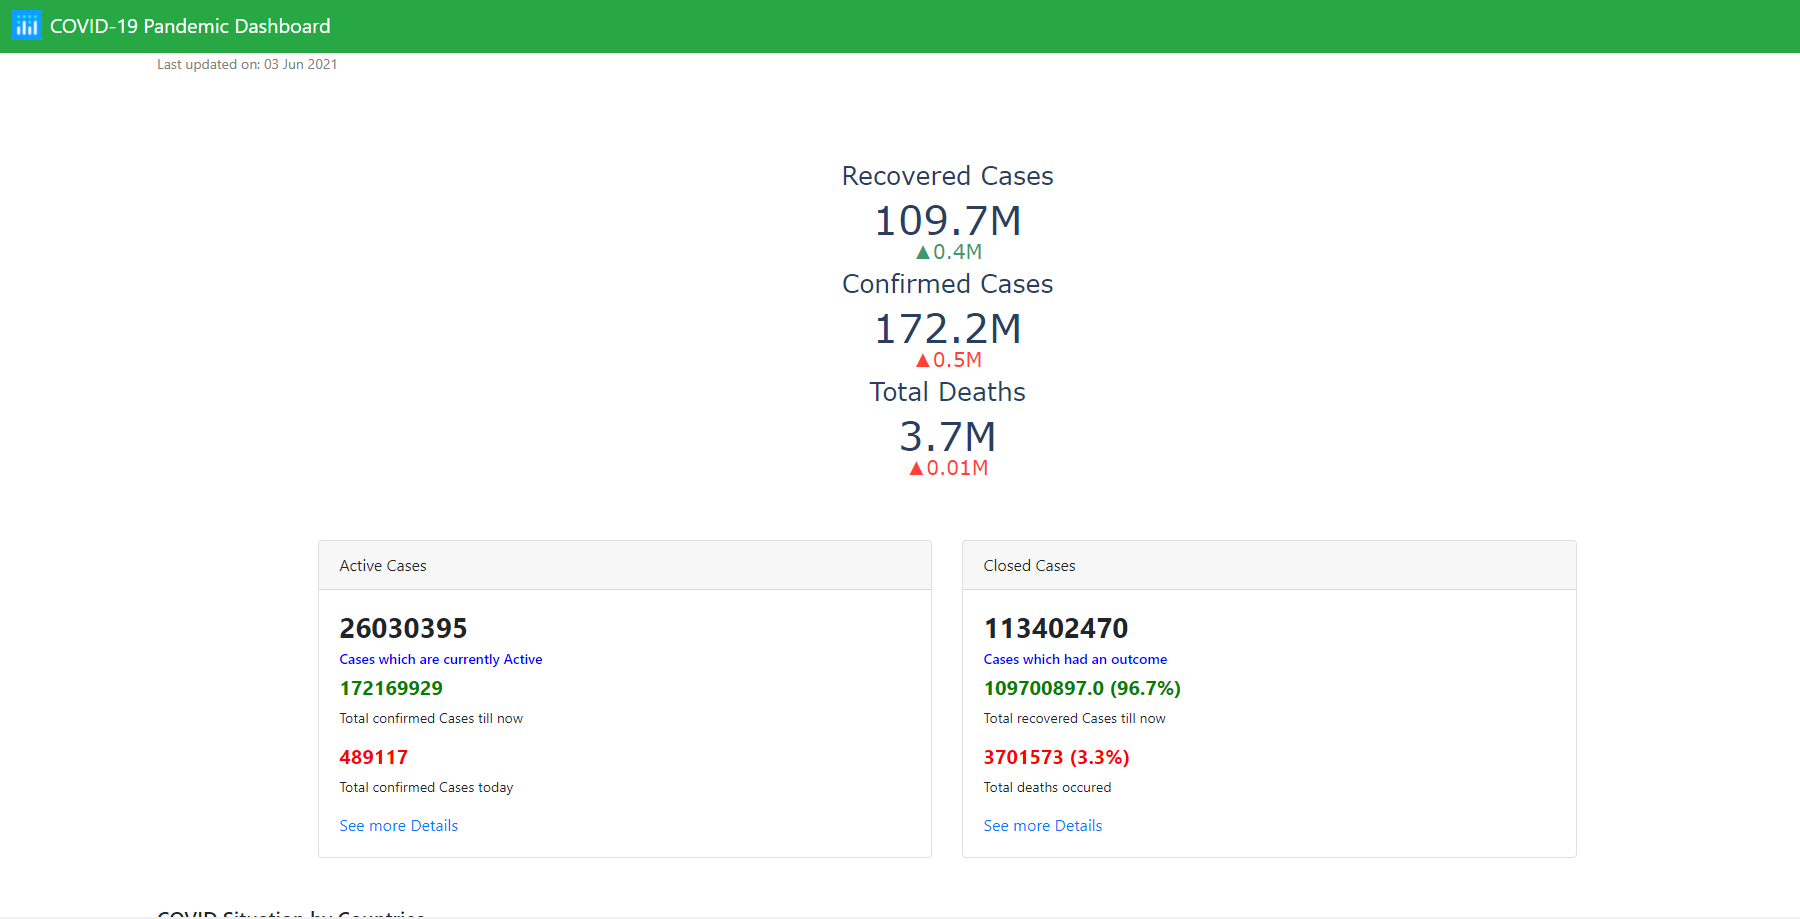 COVID-19 Pandemic Dashboard
Last updated on: 03 Jun 2021
Recovered Cases
109.7M
▲0.4M
Confirmed Cases
172.2M
▲0.5M
Total Deaths
3.7M
▲0.01M
Active Cases
26030395
Cases which are currently Active
172169929
Total confirmed Cases till now
489117
Total confirmed Cases today
See more Details
Closed Cases
113402470
Cases which had an outcome
109700897.0 (96.7%)
Total recovered Cases till now
3701573 (3.3%)
Total deaths occured
See more Details
COVID Situation by Countries